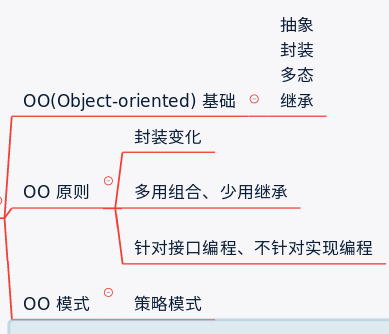 抽象
封装
多态
OO(Object-oriented) 基础
继承
封装变化
OO 原则
多用组合、少用继承
针对接口编程、不针对实现编程
OO 模式
策略模式